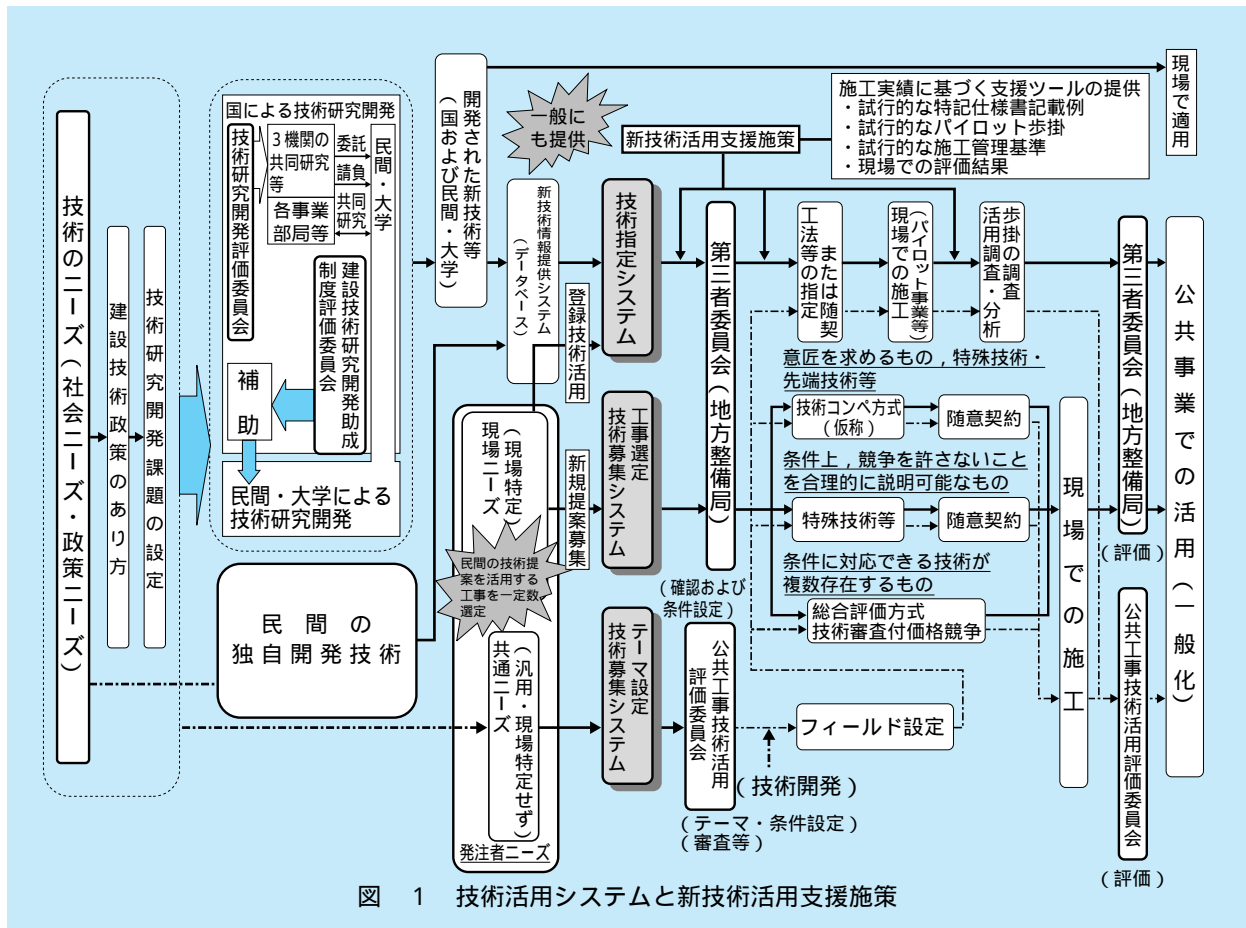 技術のニーズ(社会ニーズ・政策ニーズ)
建設技術政策のあり方
技術研究開発課題の設定
国による技術研究開発
技術研究開発評価委員会
3機関の
共同研究
等
各事業
部局等
委託
請負
共同
研究
民間・大学
建設技術研究開発助成
制度評価委員会
補助
民間・大学による
技術研究開発
民間の
独自開発技術
開発された新技術等
(国および民間・大学)
一般に
も提供
新技術情報提供システム
(データベース)
登録技術活用
新規提案募集
(現場特定)
現場ニーズ
民間の技術提
案を活用する
工事を一定数
選定
(汎用・現場特定せず)
共通ニーズ
発注者ニーズ
技術指定システム
工事選定
技術募集システム
テーマ設定
技術募集システム
新技術活用支援施策
施工実績に基づく支援ツールの提供
・試行的な特記仕様書記載例
・試行的なパイロット歩掛
・試行的な施工管理基準
・現場での評価結果
現場で適用
第三者委員会(地方整備局)
(確認および
条件設定)
公共工事技術活用
評価委員会
(テーマ・条件設定)
(審査等)
または随契
工法等の指定
(パイロット事業等)
現場での施工
歩掛の調査
活用調査・分析
意匠を求めるもの,特殊技術・
先端技術等
技術コンペ方式
(仮称)
随意契約
条件上,競争を許さないこと
を合理的に説明可能なもの
特殊技術等
随意契約
条件に対応できる技術が
複数存在するもの
総合評価方式
技術審査付価格競争
フィールド設定
(技術開発)
現場での施工
第三者委員会(地方整備局)
(評価)
公共工事技術活用評価委員会
(評価)
公共事業での活用(一般化)
図 1 技術活用システムと新技術活用支援施策